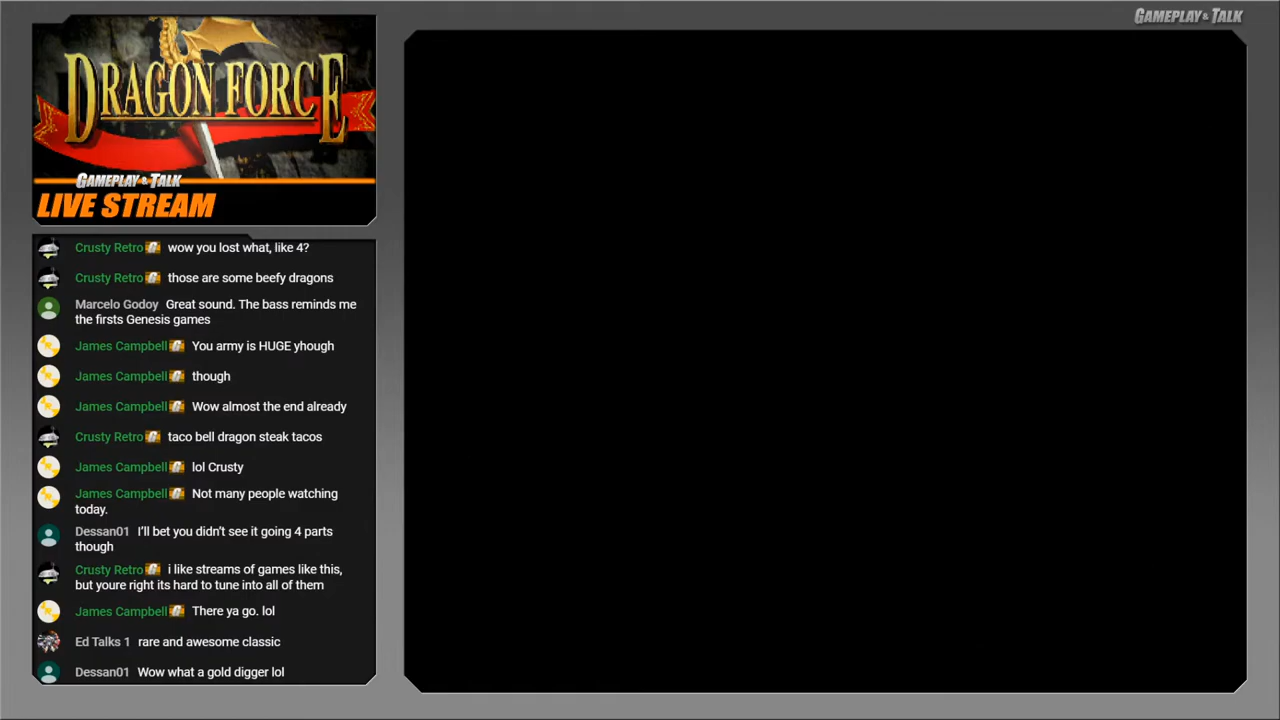 GAMEPLAY & TALK
DRAGON FORCE
GAMEPLAY & TALK
LIVE STREAM
Crusty Retro wow you lost what, like 4?
Crusty Retro those are some beefy dragons
Marcelo Godoy Great sound. The bass reminds me
the firsts Genesis games
James Campbell You army is HUGE yhough
James Campbell though
James Campbell Wow almost the end already
Crusty Retro taco bell dragon steak tacos
James Campbell lol Crusty
James Campbell Not many people watching
today.
Dessan01 I’ll bet you didn’t see it going 4 parts
though
Crusty Retro i like streams of games like this,
but youre right its hard to tune into all of them
James Campbell There ya go. lol
Ed Talks 1 rare and awesome classic
Dessan01 Wow what a gold digger lol